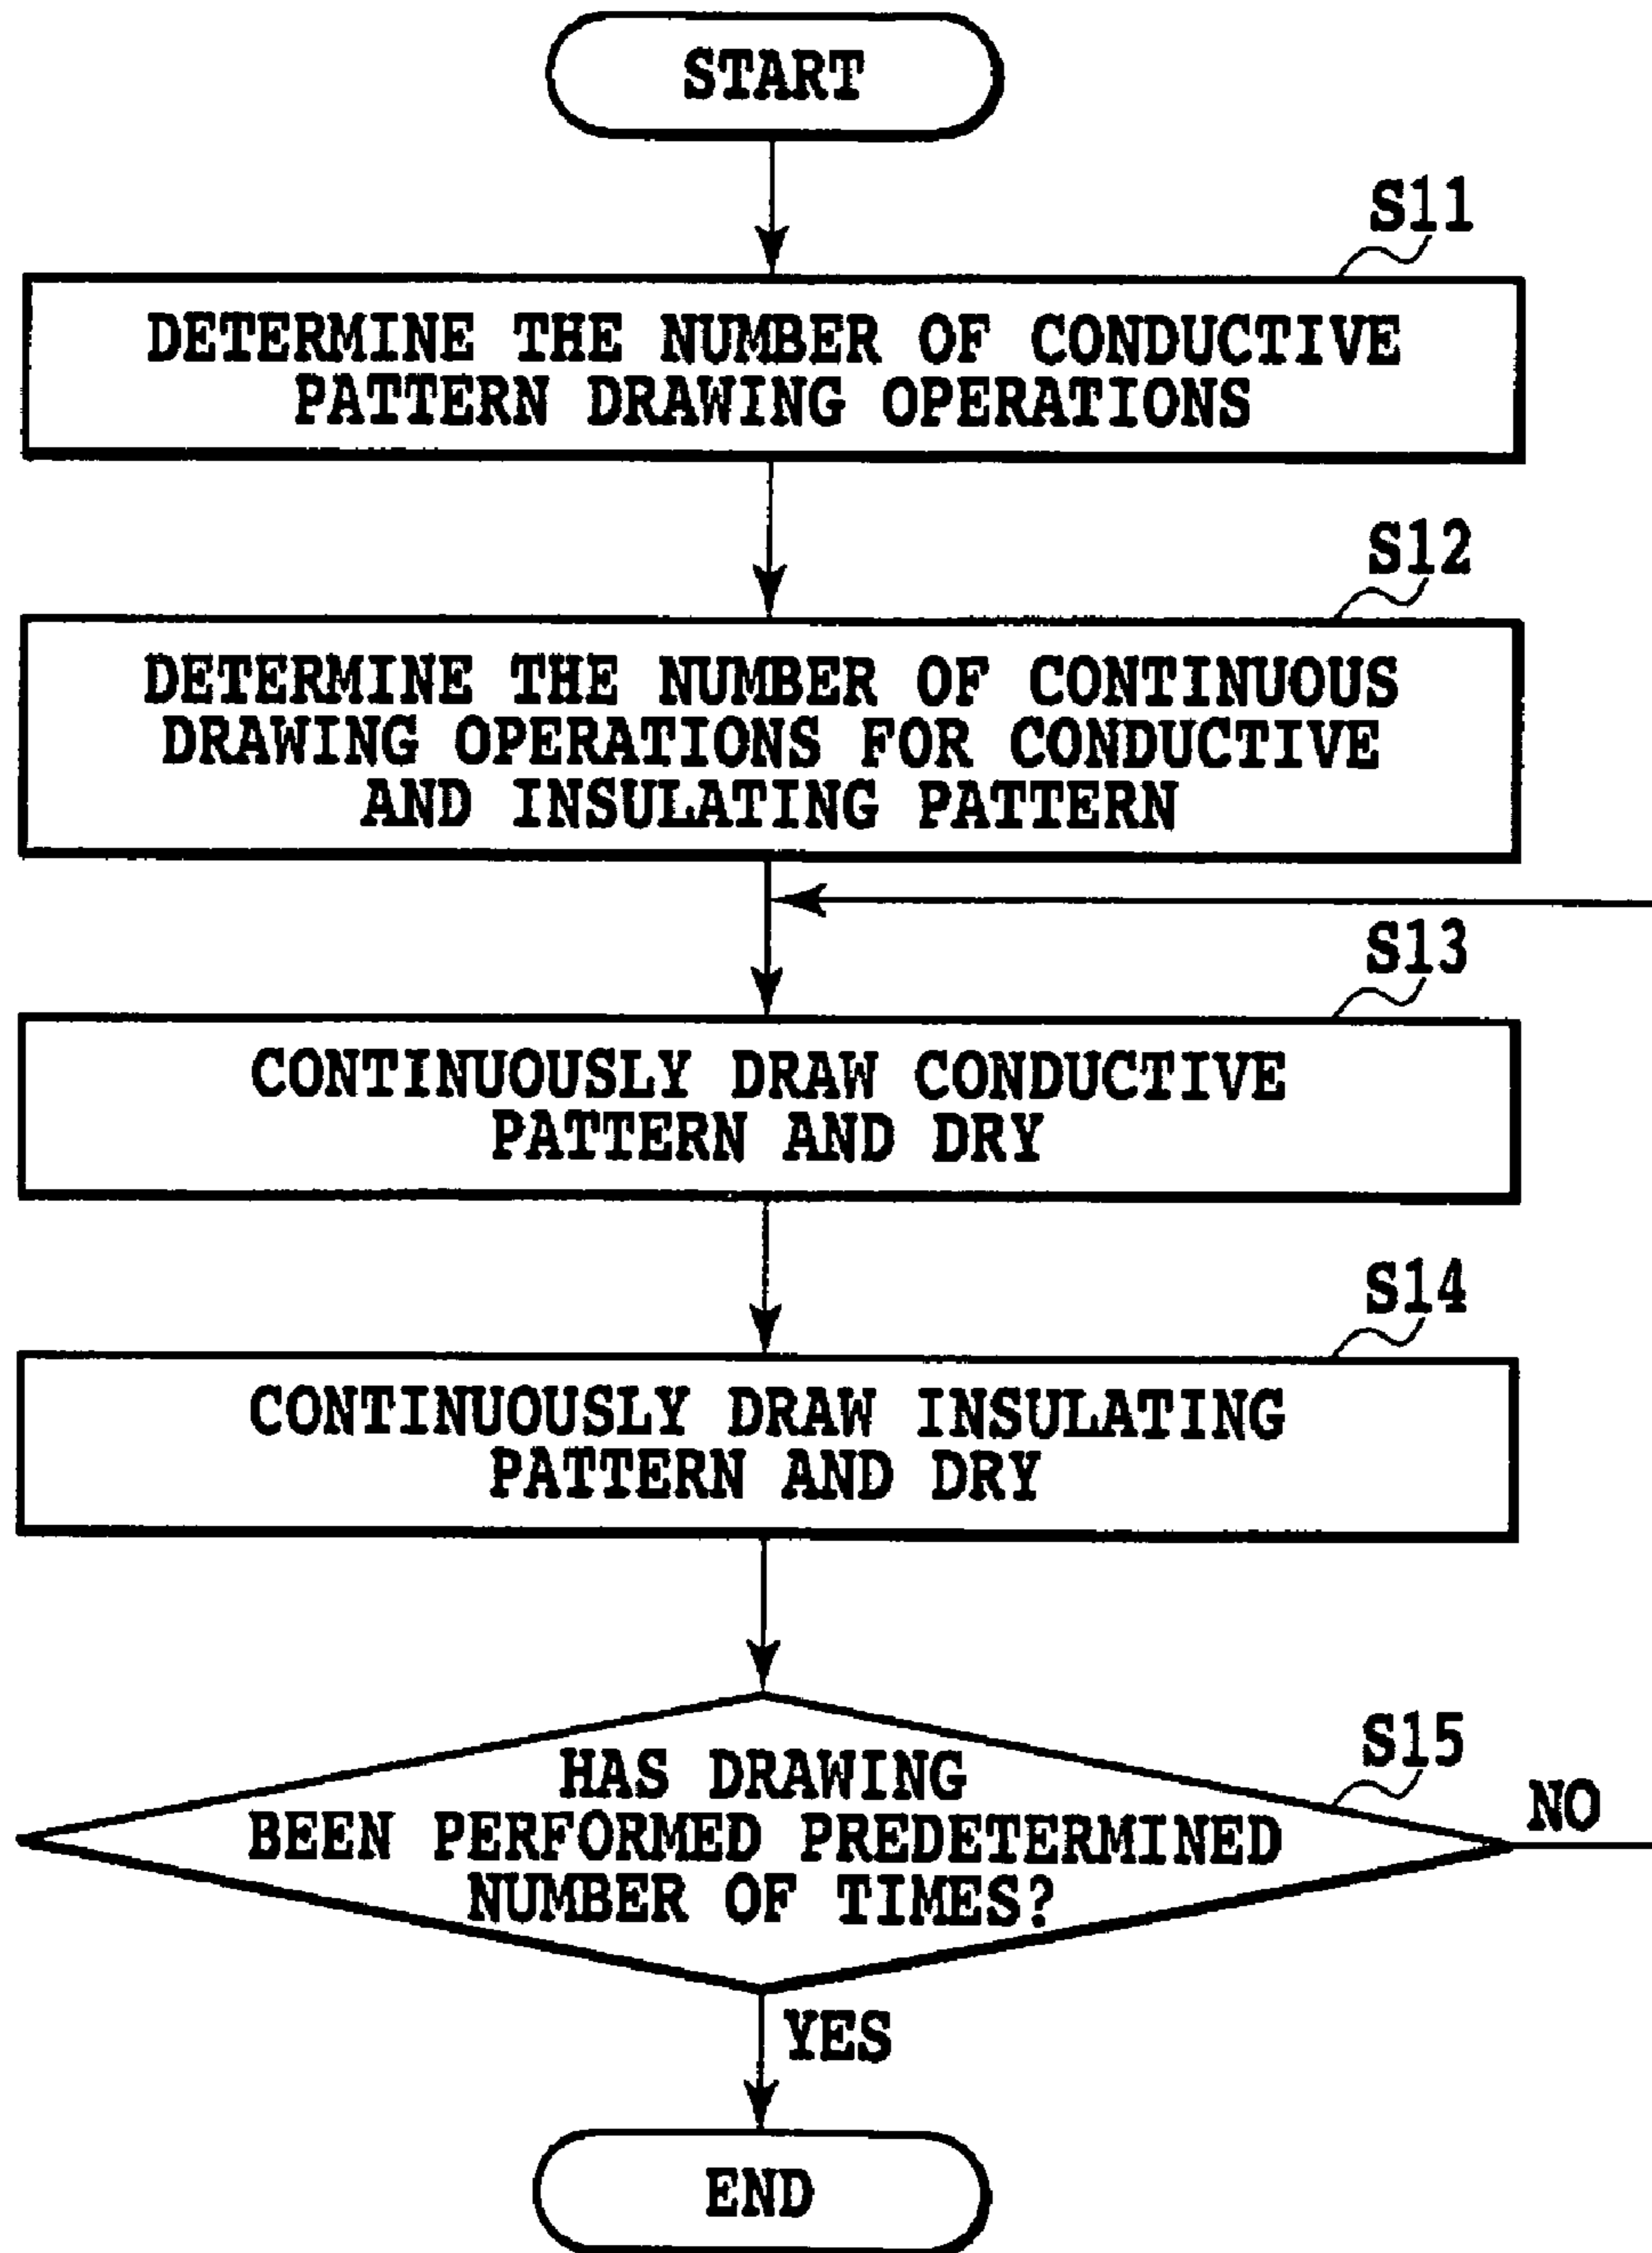 START
S11
DETERMINE THE NUMBER OF CONDUCTIVE
PATTERN DRAWING OPERATIONS
S12
DETERMINE THE NUMBER OF CONTINUOUS
DRAWING OPERATIONS FOR CONDUCTIVE
AND INSULATING PATTERN
S13
CONTINUOUSLY DRAW CONDUCTIVE
PATTERN AND DRY
S14
CONTINUOUSLY DRAW INSULATING
PATTERN AND DRY
S15
HAS DRAWING
BEEN PERFORMED PREDETERMINED
NUMBER OF TIMES?
NO
YES
END